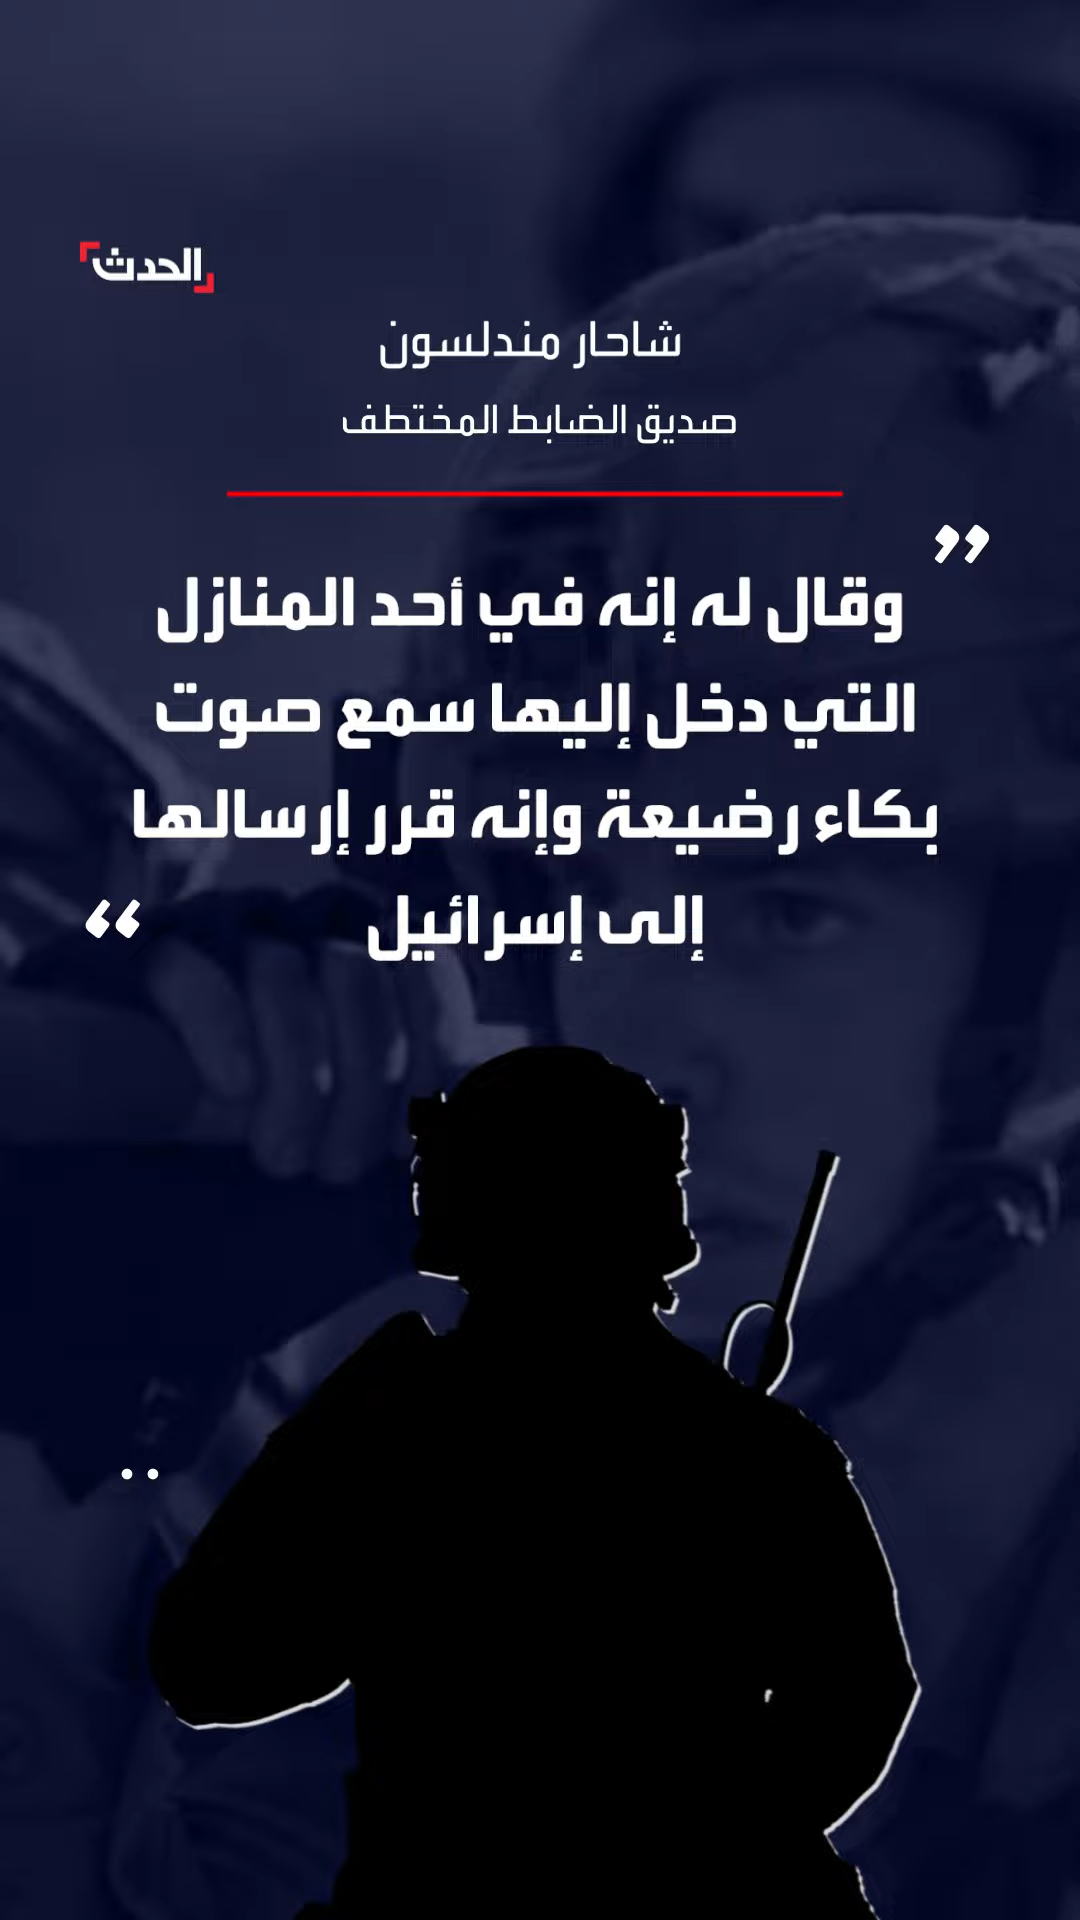 الحدث
شاحار مندلسون
صديق الضابط المختطف
”
وقال له إنه في أحد المنازل
التي دخل إليها سمع صوت
بكاء رضيعة وإنه قرر إرسالها
إلى إسرائيل
“